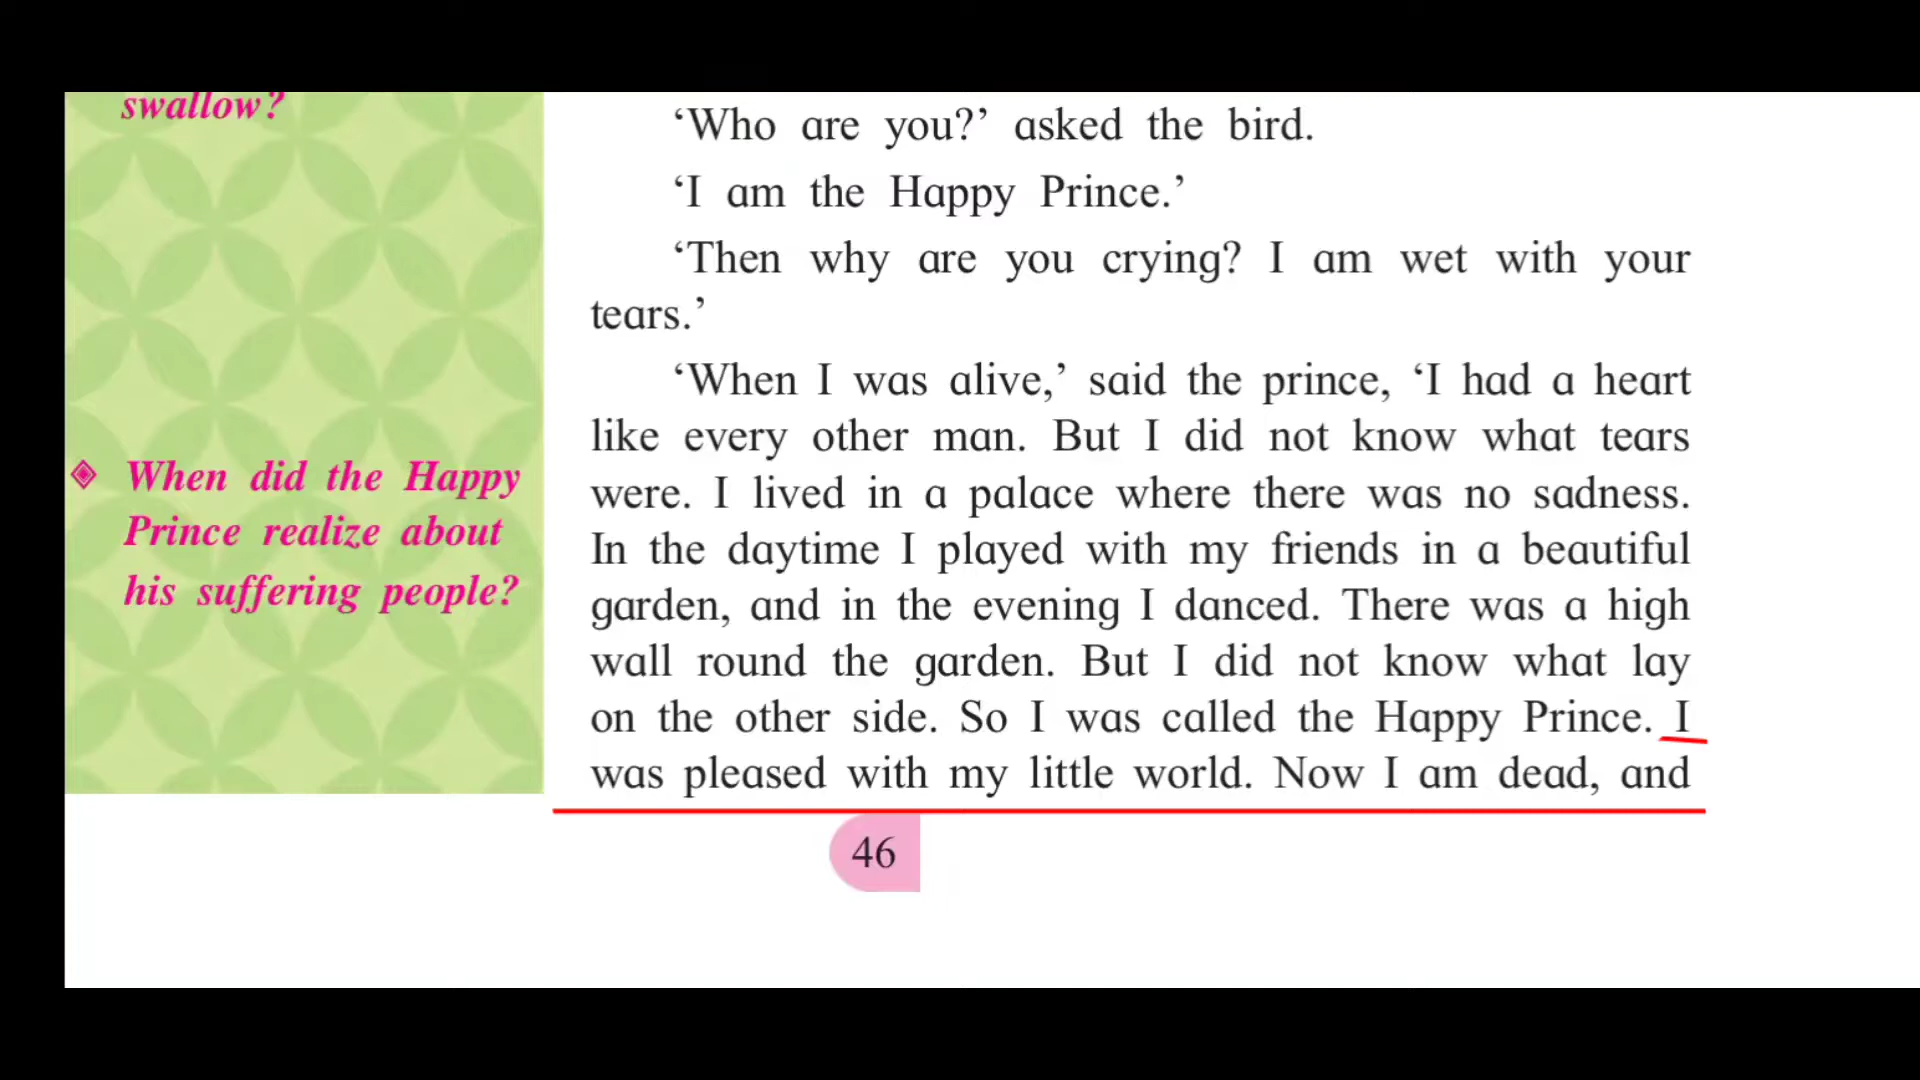 swallow?
◈ When did the Happy
Prince realize about
his suffering people?
‘Who are you?’ asked the bird.
‘I am the Happy Prince.’
‘Then why are you crying? I am wet with your
tears.’
‘When I was alive,’ said the prince, ‘I had a heart
like every other man. But I did not know what tears
were. I lived in a palace where there was no sadness.
In the daytime I played with my friends in a beautiful
garden, and in the evening I danced. There was a high
wall round the garden. But I did not know what lay
on the other side. So I was called the Happy Prince. I
was pleased with my little world. Now I am dead, and
46